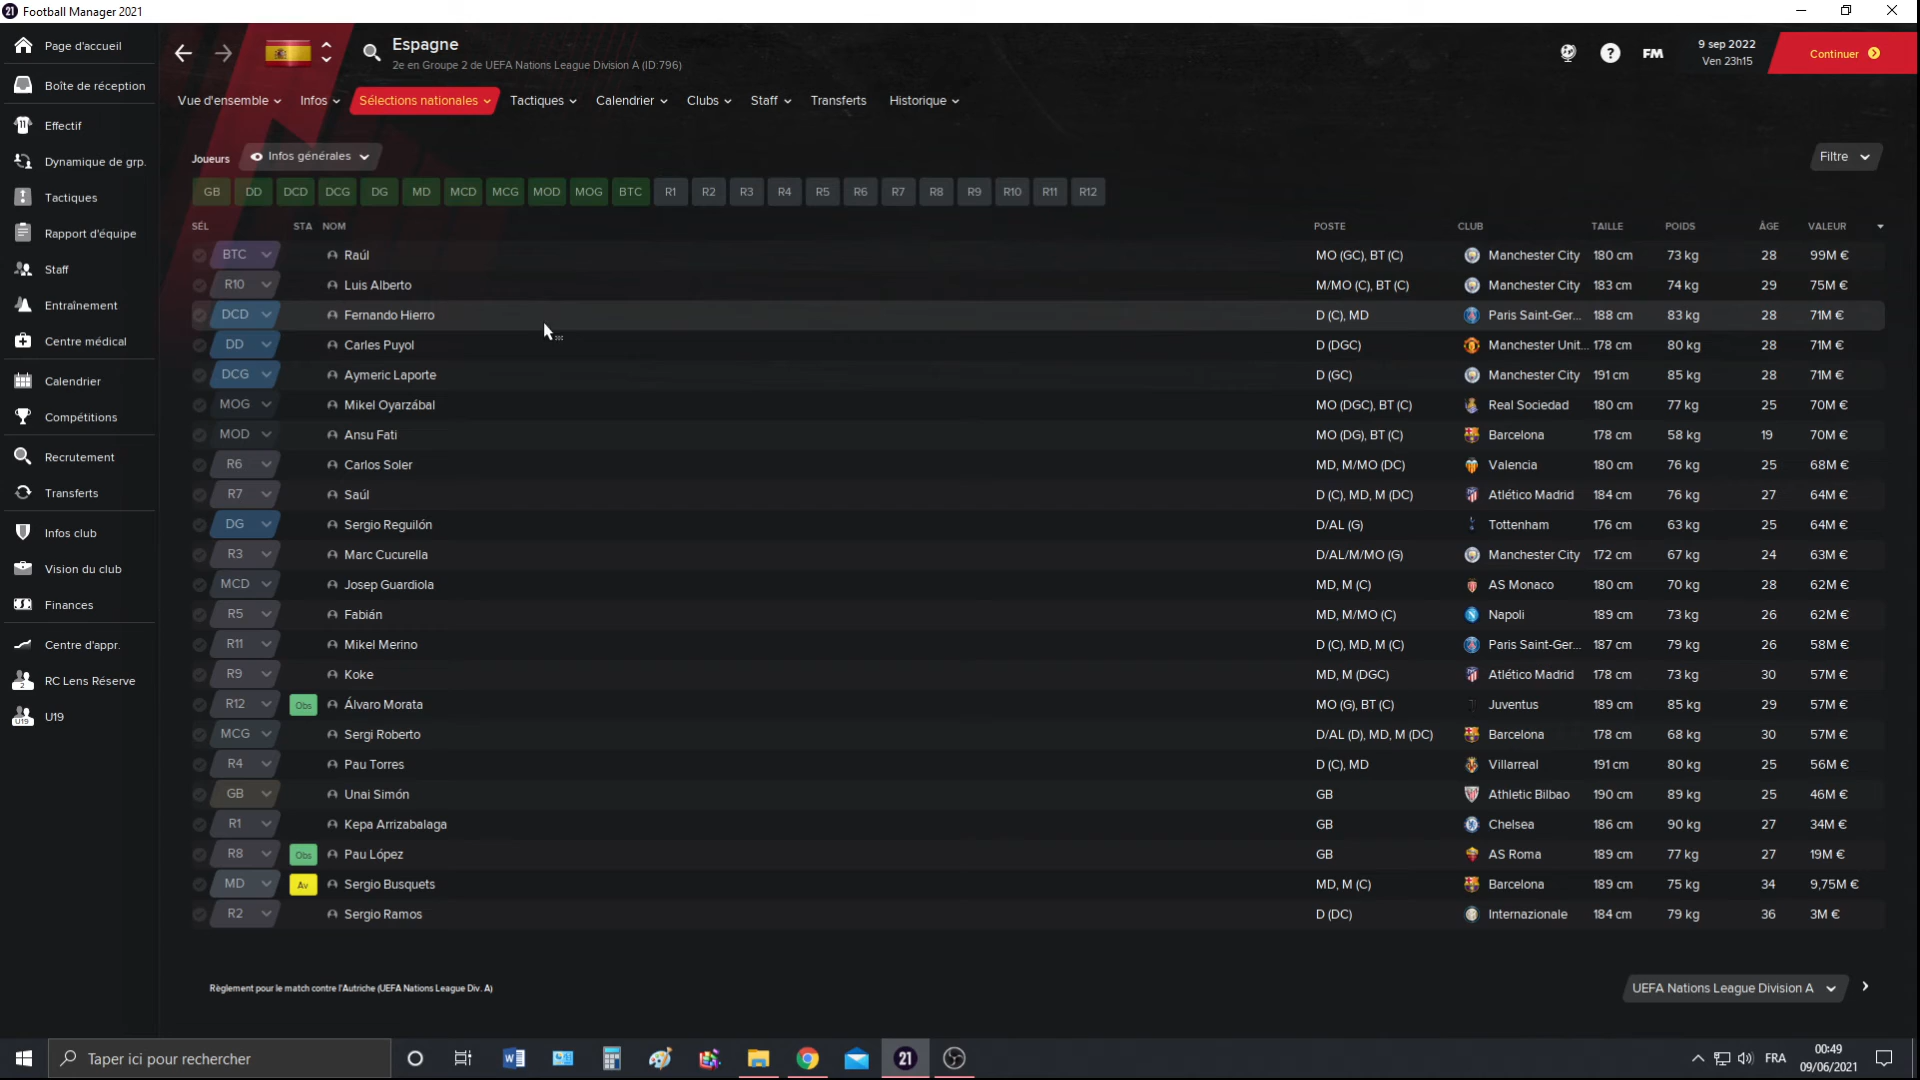 Football Manager 2021
Page d'accueil
Boîte de réception
Effectif
Dynamique de grp.
Tactiques
Rapport d'équipe
Staff
Entraînement
Centre médical
Calendrier
Compétitions
Recrutement
Transferts
Infos club
Vision du club
Finances
Centre d'appr.
RC Lens Réserve
U19
Espagne
2e en Groupe 2 de UEFA Nations League Division A (ID:796)
FM
9 sep 2022
Ven 23h15
Continuer
Vue d'ensemble Infos Sélections nationales Tactiques Calendrier Clubs Staff Transferts Historique
Joueurs Infos générales Filtre
GB DD DCD DCG DG MD MCD MCG MOD MOG BTC R1 R2 R3 R4 R5 R6 R7 R8 R9 R10 R11 R12
SÉL STA NOM POSTE CLUB TAILLE POIDS ÂGE VALEUR
BTC Raúl MO (GC), BT (C) Manchester City 180 cm 73 kg 28 99M €
R10 Luis Alberto M/MO (C), BT (C) Manchester City 183 cm 74 kg 29 75M €
DCD Fernando Hierro D (C), MD Paris Saint-Ger... 188 cm 83 kg 28 71M €
DD Carles Puyol D (DGC) Manchester Unit... 178 cm 80 kg 28 71M €
DCG Aymeric Laporte D (GC) Manchester City 191 cm 85 kg 28 71M €
MOG Mikel Oyarzábal MO (DGC), BT (C) Real Sociedad 180 cm 77 kg 25 70M €
MOD Ansu Fati MO (DG), BT (C) Barcelona 178 cm 58 kg 19 70M €
R6 Carlos Soler MD, M/MO (DC) Valencia 180 cm 76 kg 25 68M €
R7 Saúl D (C), MD, M (DC) Atlético Madrid 184 cm 76 kg 27 64M €
DG Sergio Reguilón D/AL (G) Tottenham 176 cm 63 kg 25 64M €
R3 Marc Cucurella D/AL/M/MO (G) Manchester City 172 cm 67 kg 24 63M €
MCD Josep Guardiola MD, M (C) AS Monaco 180 cm 70 kg 28 62M €
R5 Fabián MD, M/MO (C) Napoli 189 cm 73 kg 26 62M €
R11 Mikel Merino D (C), MD, M (C) Paris Saint-Ger... 187 cm 79 kg 26 58M €
R9 Koke MD, M (DGC) Atlético Madrid 178 cm 73 kg 30 57M €
R12 Obs Álvaro Morata MO (G), BT (C) Juventus 189 cm 85 kg 29 57M €
MCG Sergi Roberto D/AL (D), MD, M (DC) Barcelona 178 cm 68 kg 30 57M €
R4 Pau Torres D (C), MD Villarreal 191 cm 80 kg 25 56M €
GB Unai Simón GB Athletic Bilbao 190 cm 89 kg 25 46M €
R1 Kepa Arrizabalaga GB Chelsea 186 cm 90 kg 27 34M €
R8 Obs Pau López GB AS Roma 189 cm 77 kg 27 19M €
MD Av Sergio Busquets MD, M (C) Barcelona 189 cm 75 kg 34 9,75M €
R2 Sergio Ramos D (DC) Internazionale 184 cm 79 kg 36 3M €
Règlement pour le match contre l'Autriche (UEFA Nations League Div. A) UEFA Nations League Division A
Taper ici pour rechercher
21
FRA
00:49
09/06/2021